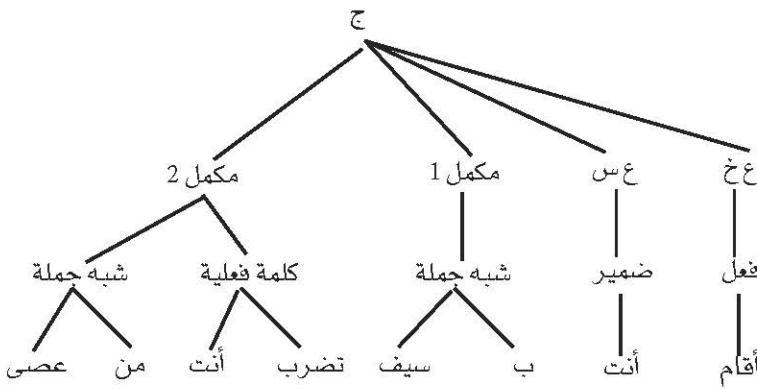 ج
ع خ ع س مكمل 1 مكمل 2
فعل ضمير شبه جملة كلمة فعلية شبه جملة
أقام أنت ب سيف تضرب أنت من عصى